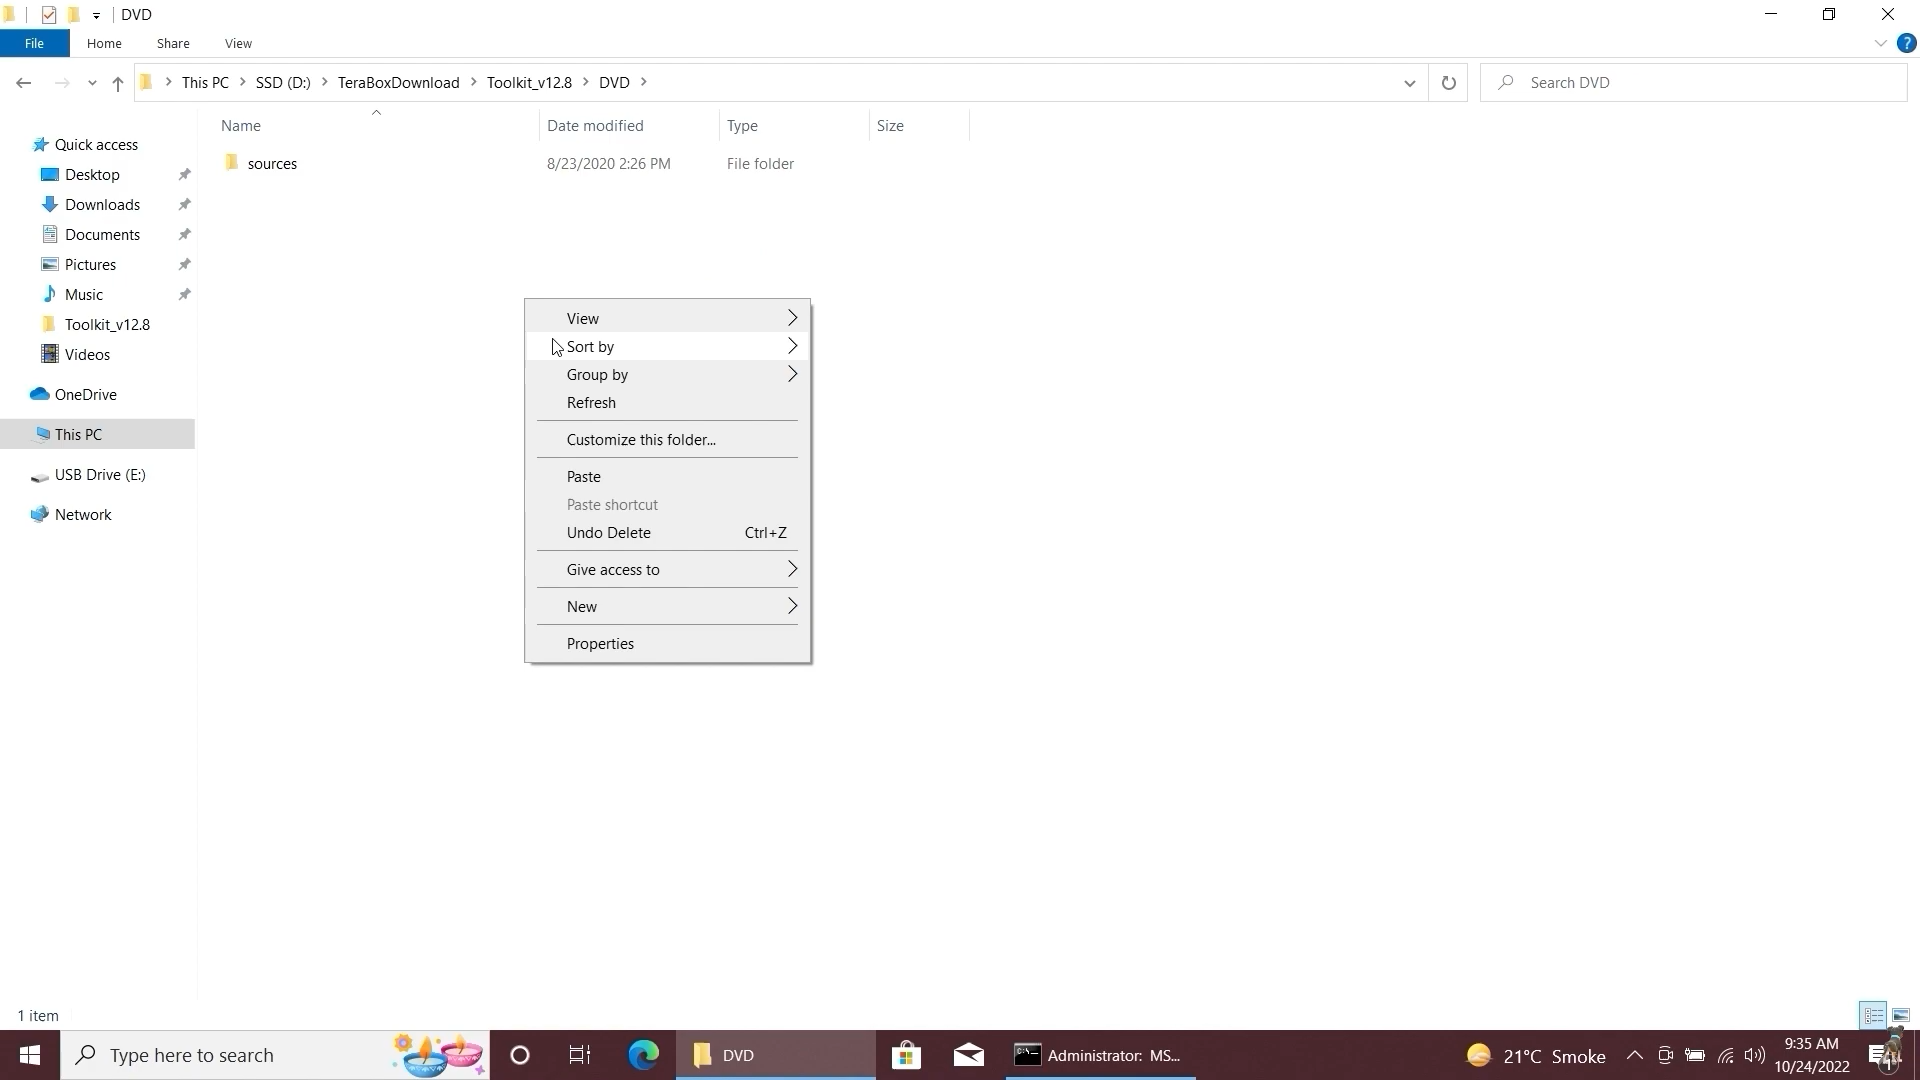 DVD
File Home Share View
This PC SSD (D:) TeraBoxDownload Toolkit_v12.8 DVD
Search DVD
Name Date modified Type Size
sources 8/23/2020 2:26 PM File folder
Quick access
Desktop
Downloads
Documents
Pictures
Music
Toolkit_v12.8
Videos
OneDrive
This PC
USB Drive (E:)
Network
View
Sort by
Group by
Refresh
Customize this folder...
Paste
Paste shortcut
Undo Delete Ctrl+Z
Give access to
New
Properties
1 item
Type here to search
DVD
Administrator: MS...
21°C Smoke
9:35 AM
10/24/2022
1